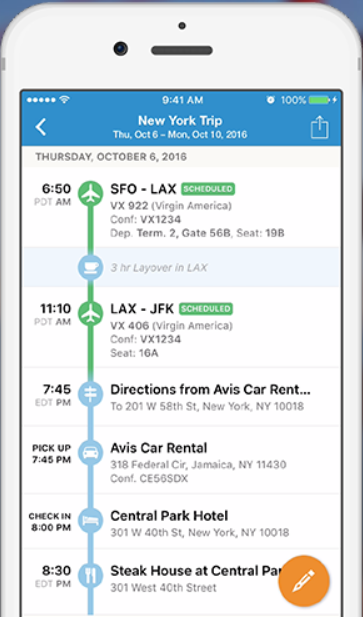 9:41 AM 100%
New York Trip
Thu, Oct 6 – Mon, Oct 10, 2016
THURSDAY, OCTOBER 6, 2016
6:50 SFO - LAX SCHEDULED
PDT AM VX 922 (Virgin America)
Conf: VX1234
Dep. Term. 2, Gate 56B, Seat: 19B
3 hr Layover in LAX
11:10 LAX - JFK SCHEDULED
PDT AM VX 406 (Virgin America)
Conf: VX1234
Seat: 16A
7:45 Directions from Avis Car Rent...
EDT PM To 201 W 58th St, New York, NY 10018
PICK UP Avis Car Rental
7:45 PM 318 Federal Cir, Jamaica, NY 11430
Conf. CE56SDX
CHECK IN Central Park Hotel
8:00 PM 301 W 40th St, New York, NY 10018
8:30 Steak House at Central
EDT PM 301 West 40th Street